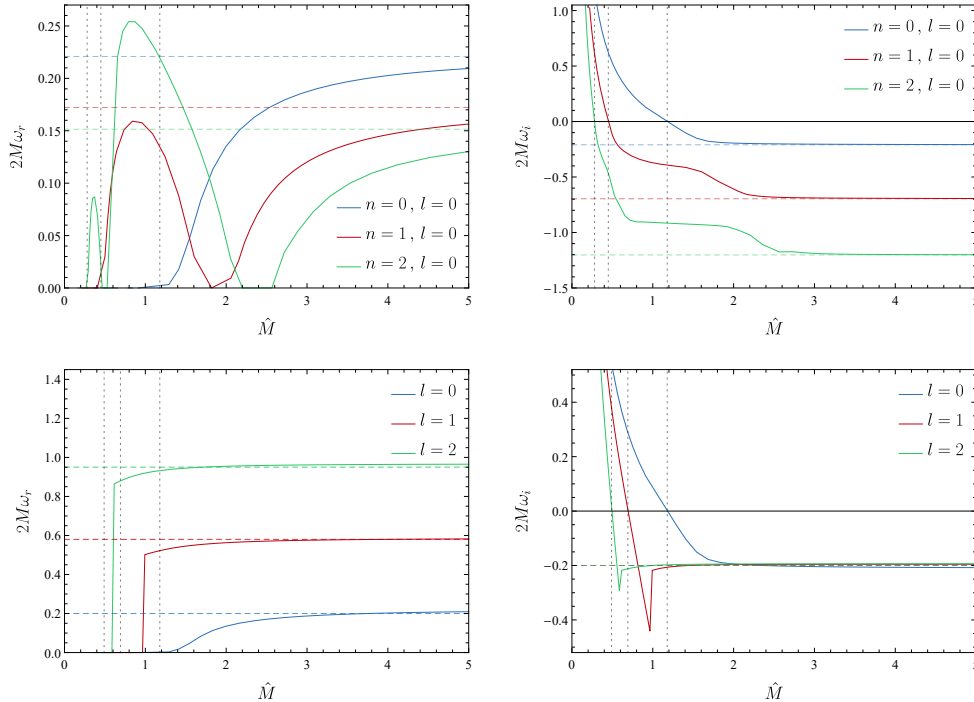 2Mω_r
0.25
0.20
0.15
0.10
0.05
0.00
n = 0, l = 0
n = 1, l = 0
n = 2, l = 0
0 1 2 3 4 5
M̂
2Mω_i
1.0
0.5
0.0
−0.5
−1.0
−1.5
n = 0, l = 0
n = 1, l = 0
n = 2, l = 0
0 1 2 3 4 5
M̂
2Mω_r
1.4
1.2
1.0
0.8
0.6
0.4
0.2
0.0
l = 0
l = 1
l = 2
0 1 2 3 4 5
M̂
2Mω_i
0.4
0.2
0.0
−0.2
−0.4
l = 0
l = 1
l = 2
0 1 2 3 4 5
M̂